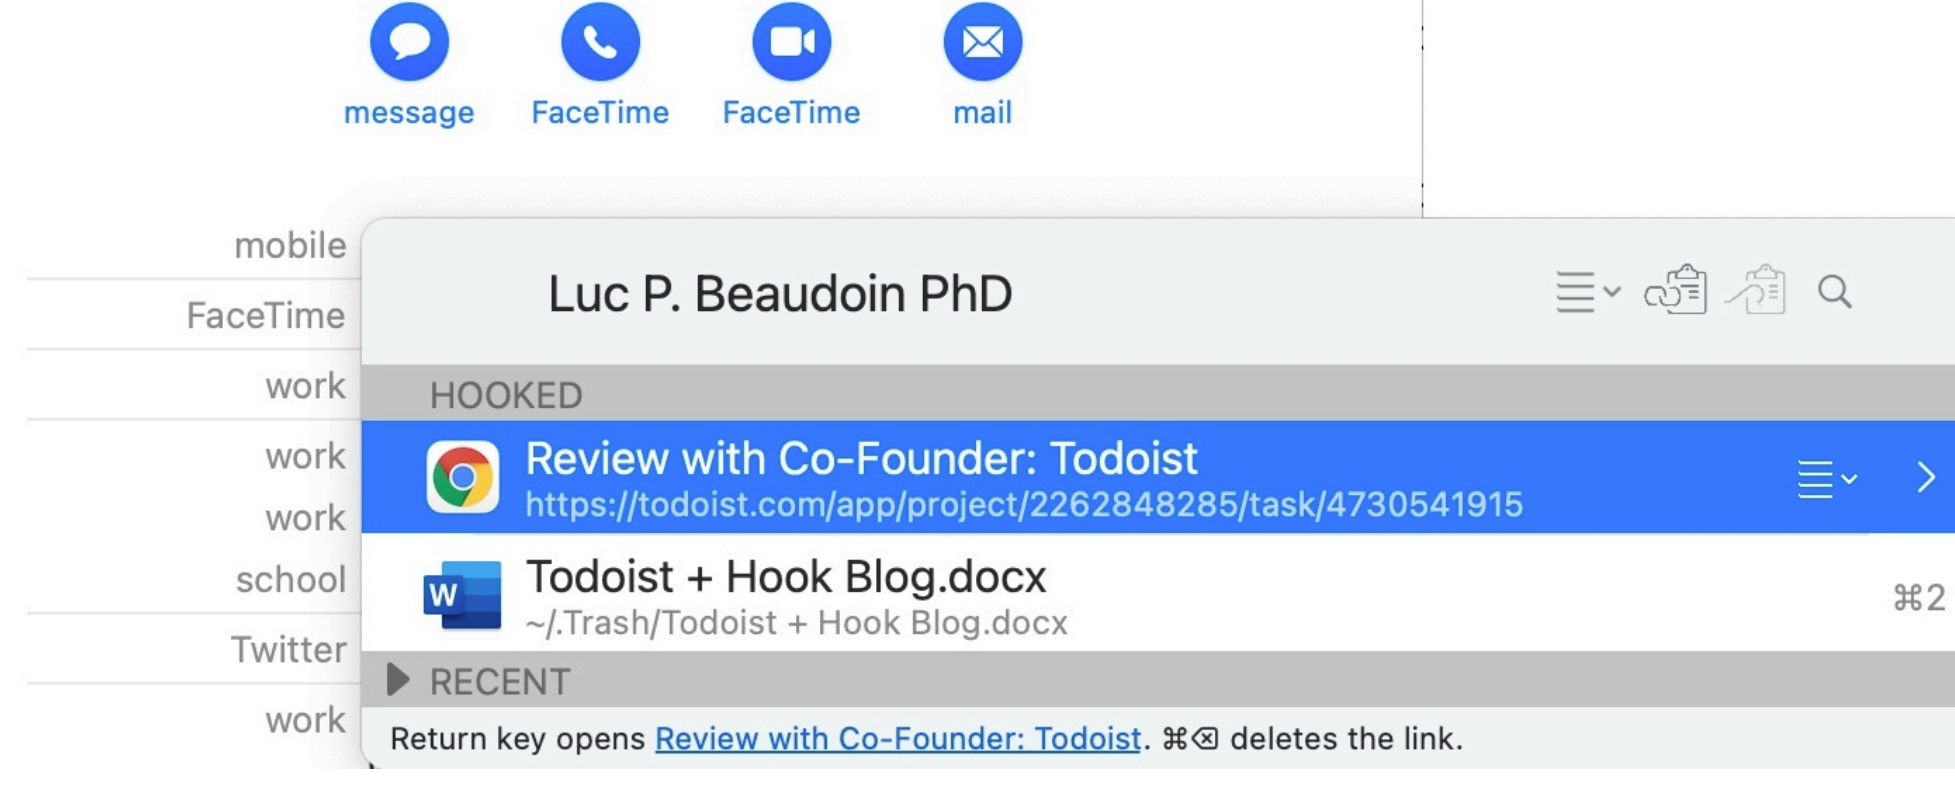 message
FaceTime
FaceTime
mail
mobile
FaceTime
work
work
work
school
Twitter
work
Luc P. Beaudoin PhD
HOOKED
Review with Co-Founder: Todoist
https://todoist.com/app/project/2262848285/task/4730541915
W
Todoist + Hook Blog.docx
~/.Trash/Todoist + Hook Blog.docx
⌘2
RECENT
Return key opens Review with Co-Founder: Todoist. ⌘⌫ deletes the link.